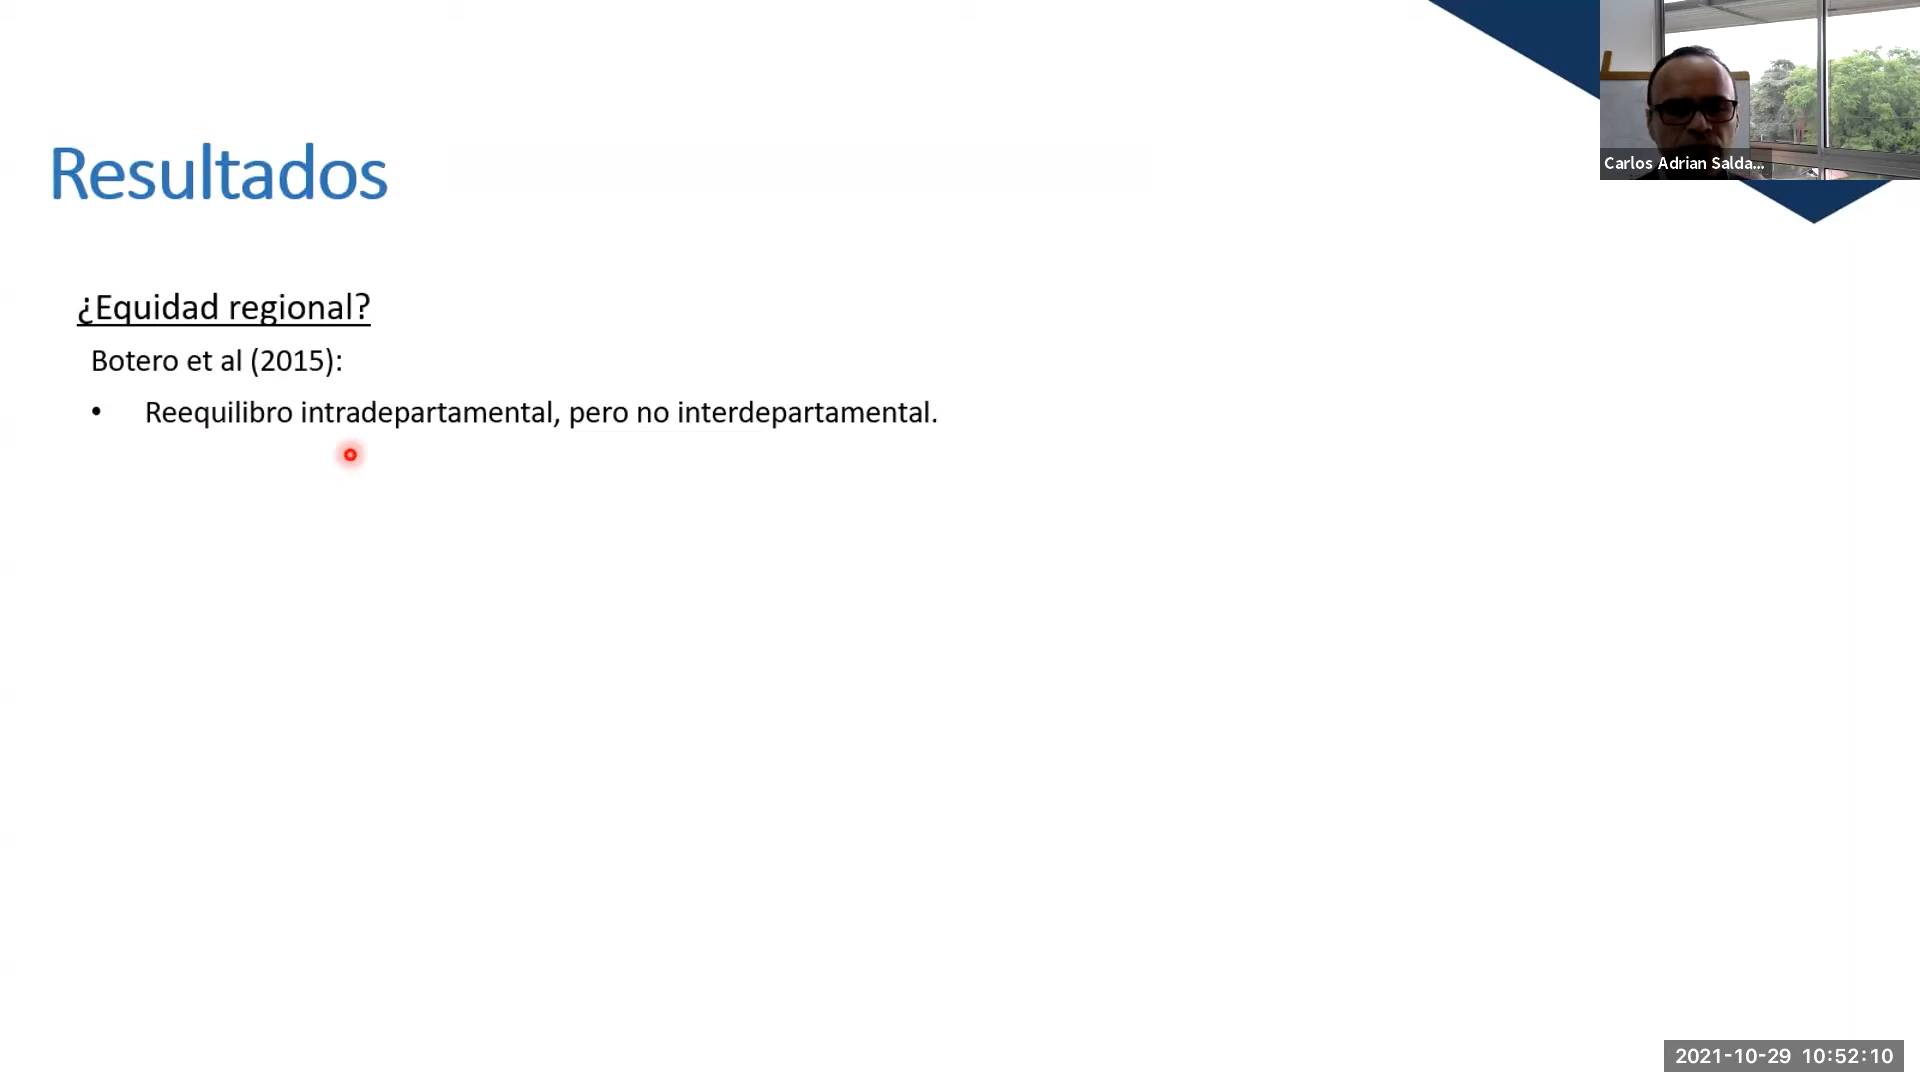 Carlos Adrian Salda...
Resultados
¿Equidad regional?
Botero et al (2015):
• Reequilibro intradepartamental, pero no interdepartamental.
2021-10-29 10:52:10